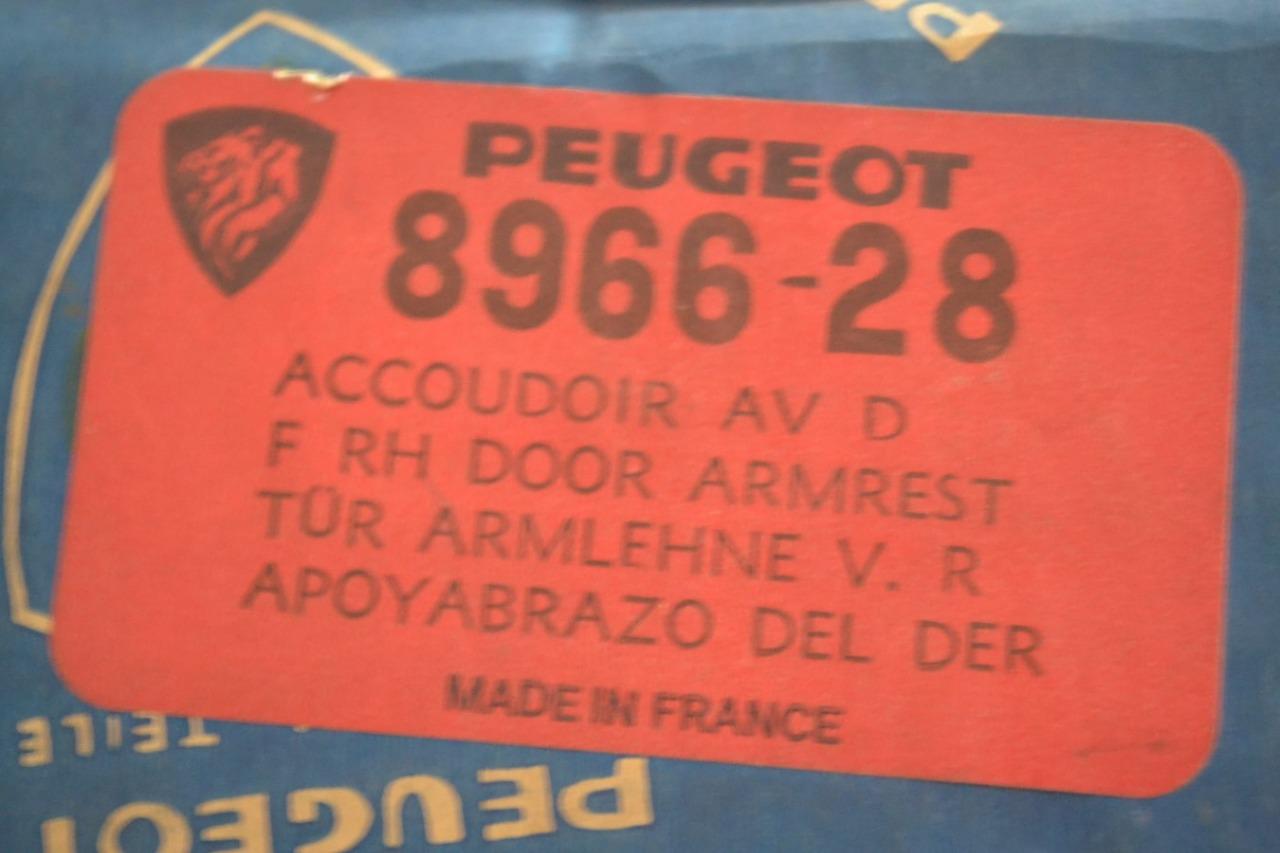 PEUGEOT
8966-28
ACCOUDOIR AV D
F RH DOOR ARMREST
TÜR ARMLEHNE V. R
APOYABRAZO DEL DER
MADE IN FRANCE
TEILE
PEUGEOT